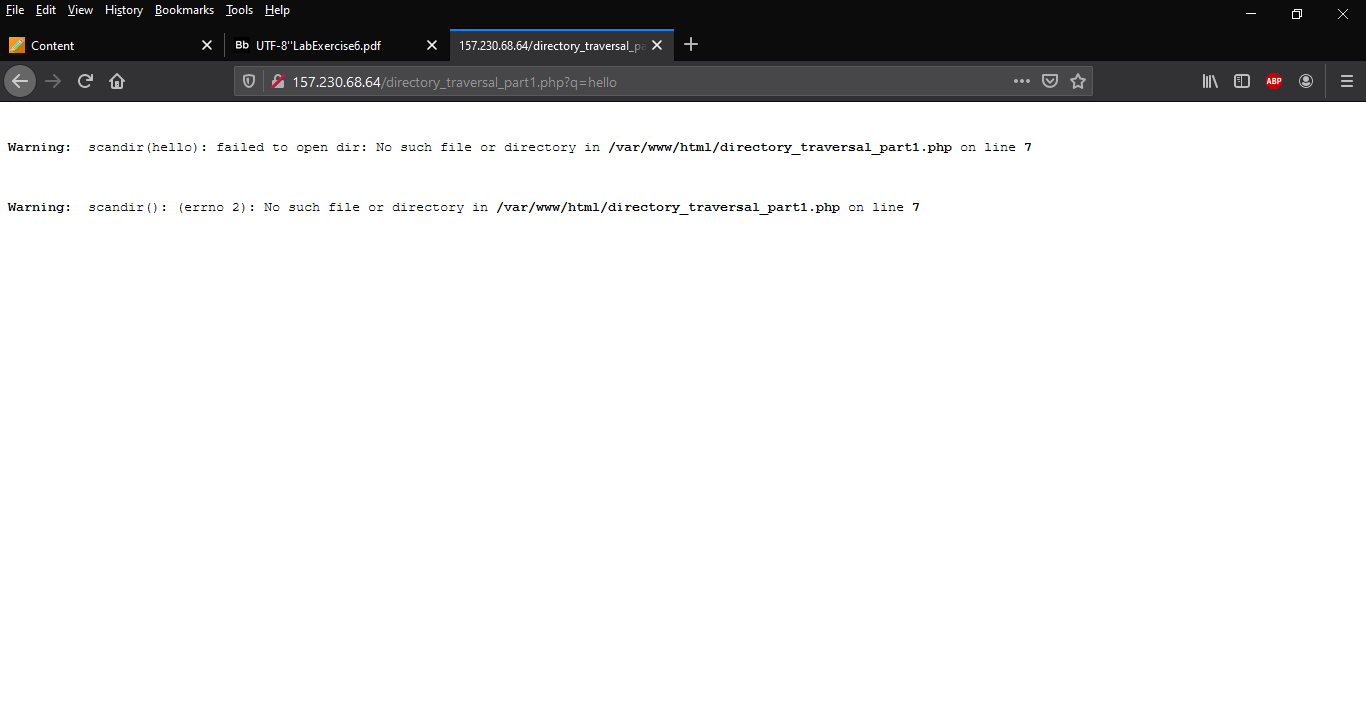 File Edit View History Bookmarks Tools Help
Content
Bb UTF-8''LabExercise6.pdf
157.230.68.64/directory_traversal_pa
157.230.68.64/directory_traversal_part1.php?q=hello
ABP
Warning: scandir(hello): failed to open dir: No such file or directory in /var/www/html/directory_traversal_part1.php on line 7
Warning: scandir(): (errno 2): No such file or directory in /var/www/html/directory_traversal_part1.php on line 7